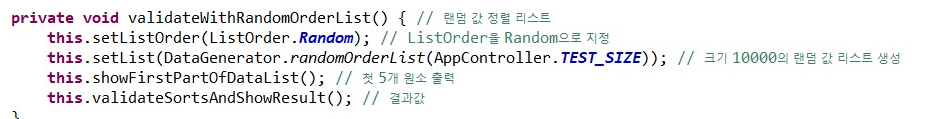 private void validateWithRandomOrderList() { // 랜덤 값 정렬 리스트
this.setListOrder(ListOrder.Random); // ListOrder을 Random으로 지정
this.setList(DataGenerator.randomOrderList(AppController.TEST_SIZE)); // 크기 10000의 랜덤 값 리스트 생성
this.showFirstPartOfDataList(); // 첫 5개 원소 출력
this.validateSortsAndShowResult(); // 결과값
}